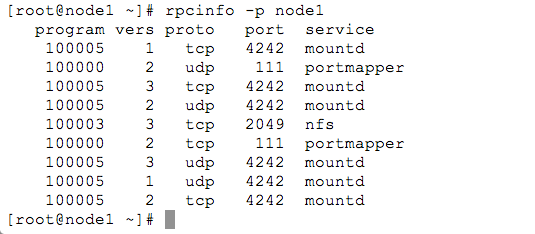 [root@node1 ~]# rpcinfo -p node1
   program vers proto   port  service
    100005    1   tcp   4242  mountd
    100000    2   udp    111  portmapper
    100005    3   tcp   4242  mountd
    100005    2   udp   4242  mountd
    100003    3   tcp   2049  nfs
    100000    2   tcp    111  portmapper
    100005    3   udp   4242  mountd
    100005    1   udp   4242  mountd
    100005    2   tcp   4242  mountd
[root@node1 ~]#